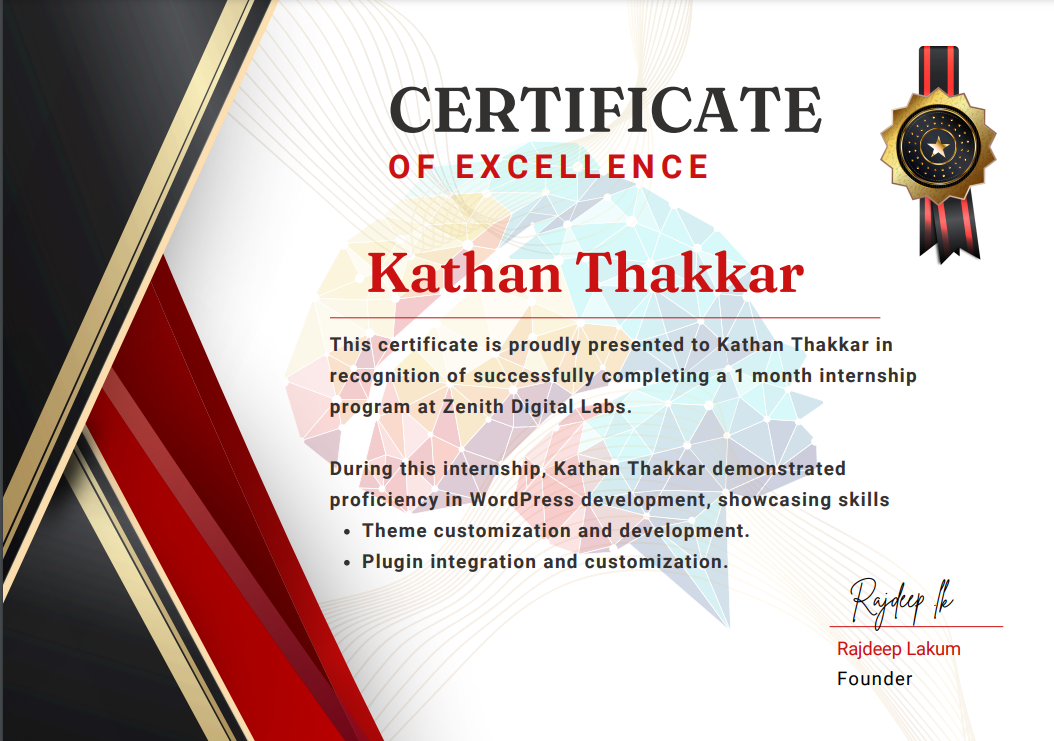 CERTIFICATE
OF EXCELLENCE
Kathan Thakkar
This certificate is proudly presented to Kathan Thakkar in
recognition of successfully completing a 1 month internship
program at Zenith Digital Labs.
During this internship, Kathan Thakkar demonstrated
proficiency in WordPress development, showcasing skills
• Theme customization and development.
• Plugin integration and customization.
Rajdeep lk
Rajdeep Lakum
Founder